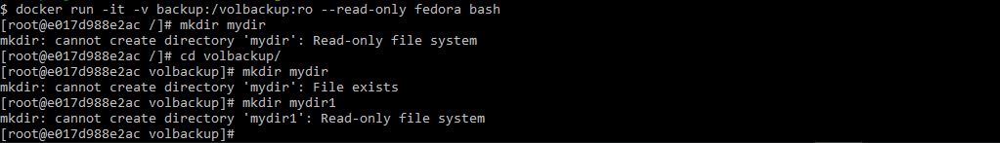 $ docker run -it -v backup:/volbackup:ro --read-only fedora bash
[root@e017d988e2ac /]# mkdir mydir
mkdir: cannot create directory 'mydir': Read-only file system
[root@e017d988e2ac /]# cd volbackup/
[root@e017d988e2ac volbackup]# mkdir mydir
mkdir: cannot create directory 'mydir': File exists
[root@e017d988e2ac volbackup]# mkdir mydir1
mkdir: cannot create directory 'mydir1': Read-only file system
[root@e017d988e2ac volbackup]#